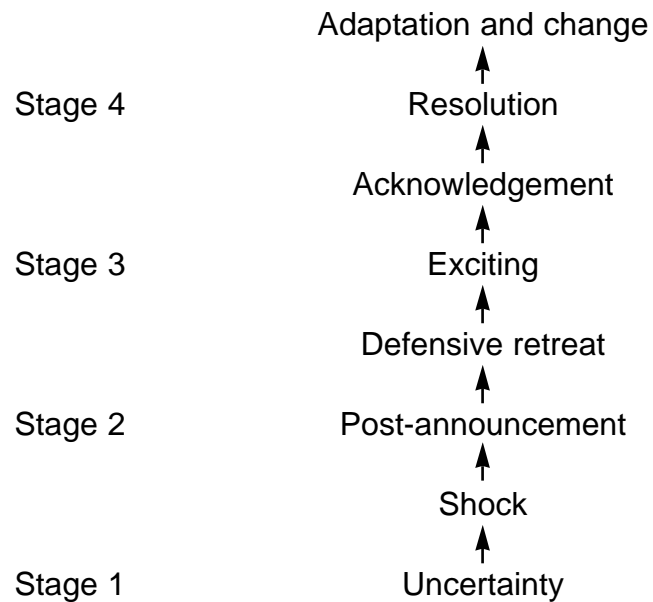 Adaptation and change
Stage 4 Resolution
Acknowledgement
Stage 3 Exciting
Defensive retreat
Stage 2 Post-announcement
Shock
Stage 1 Uncertainty